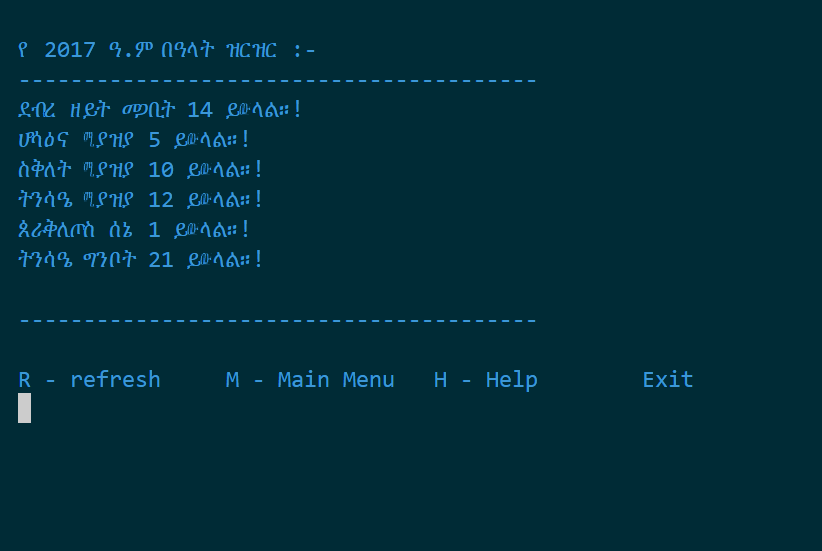 የ 2017 ዓ.ም በዓላት ዝርዝር :-
----------------------------------------
ደብረ ዘይት መጋቢት 14 ይውላል።!
ሆሳዕና ሚያዝያ 5 ይውላል።!
ስቅለት ሚያዝያ 10 ይውላል።!
ትንሳዔ ሚያዝያ 12 ይውላል።!
ጰራቅለጦስ ሰኔ 1 ይውላል።!
ትንሳዔ ግንቦት 21 ይውላል።!
----------------------------------------
R - refresh     M - Main Menu   H - Help        Exit